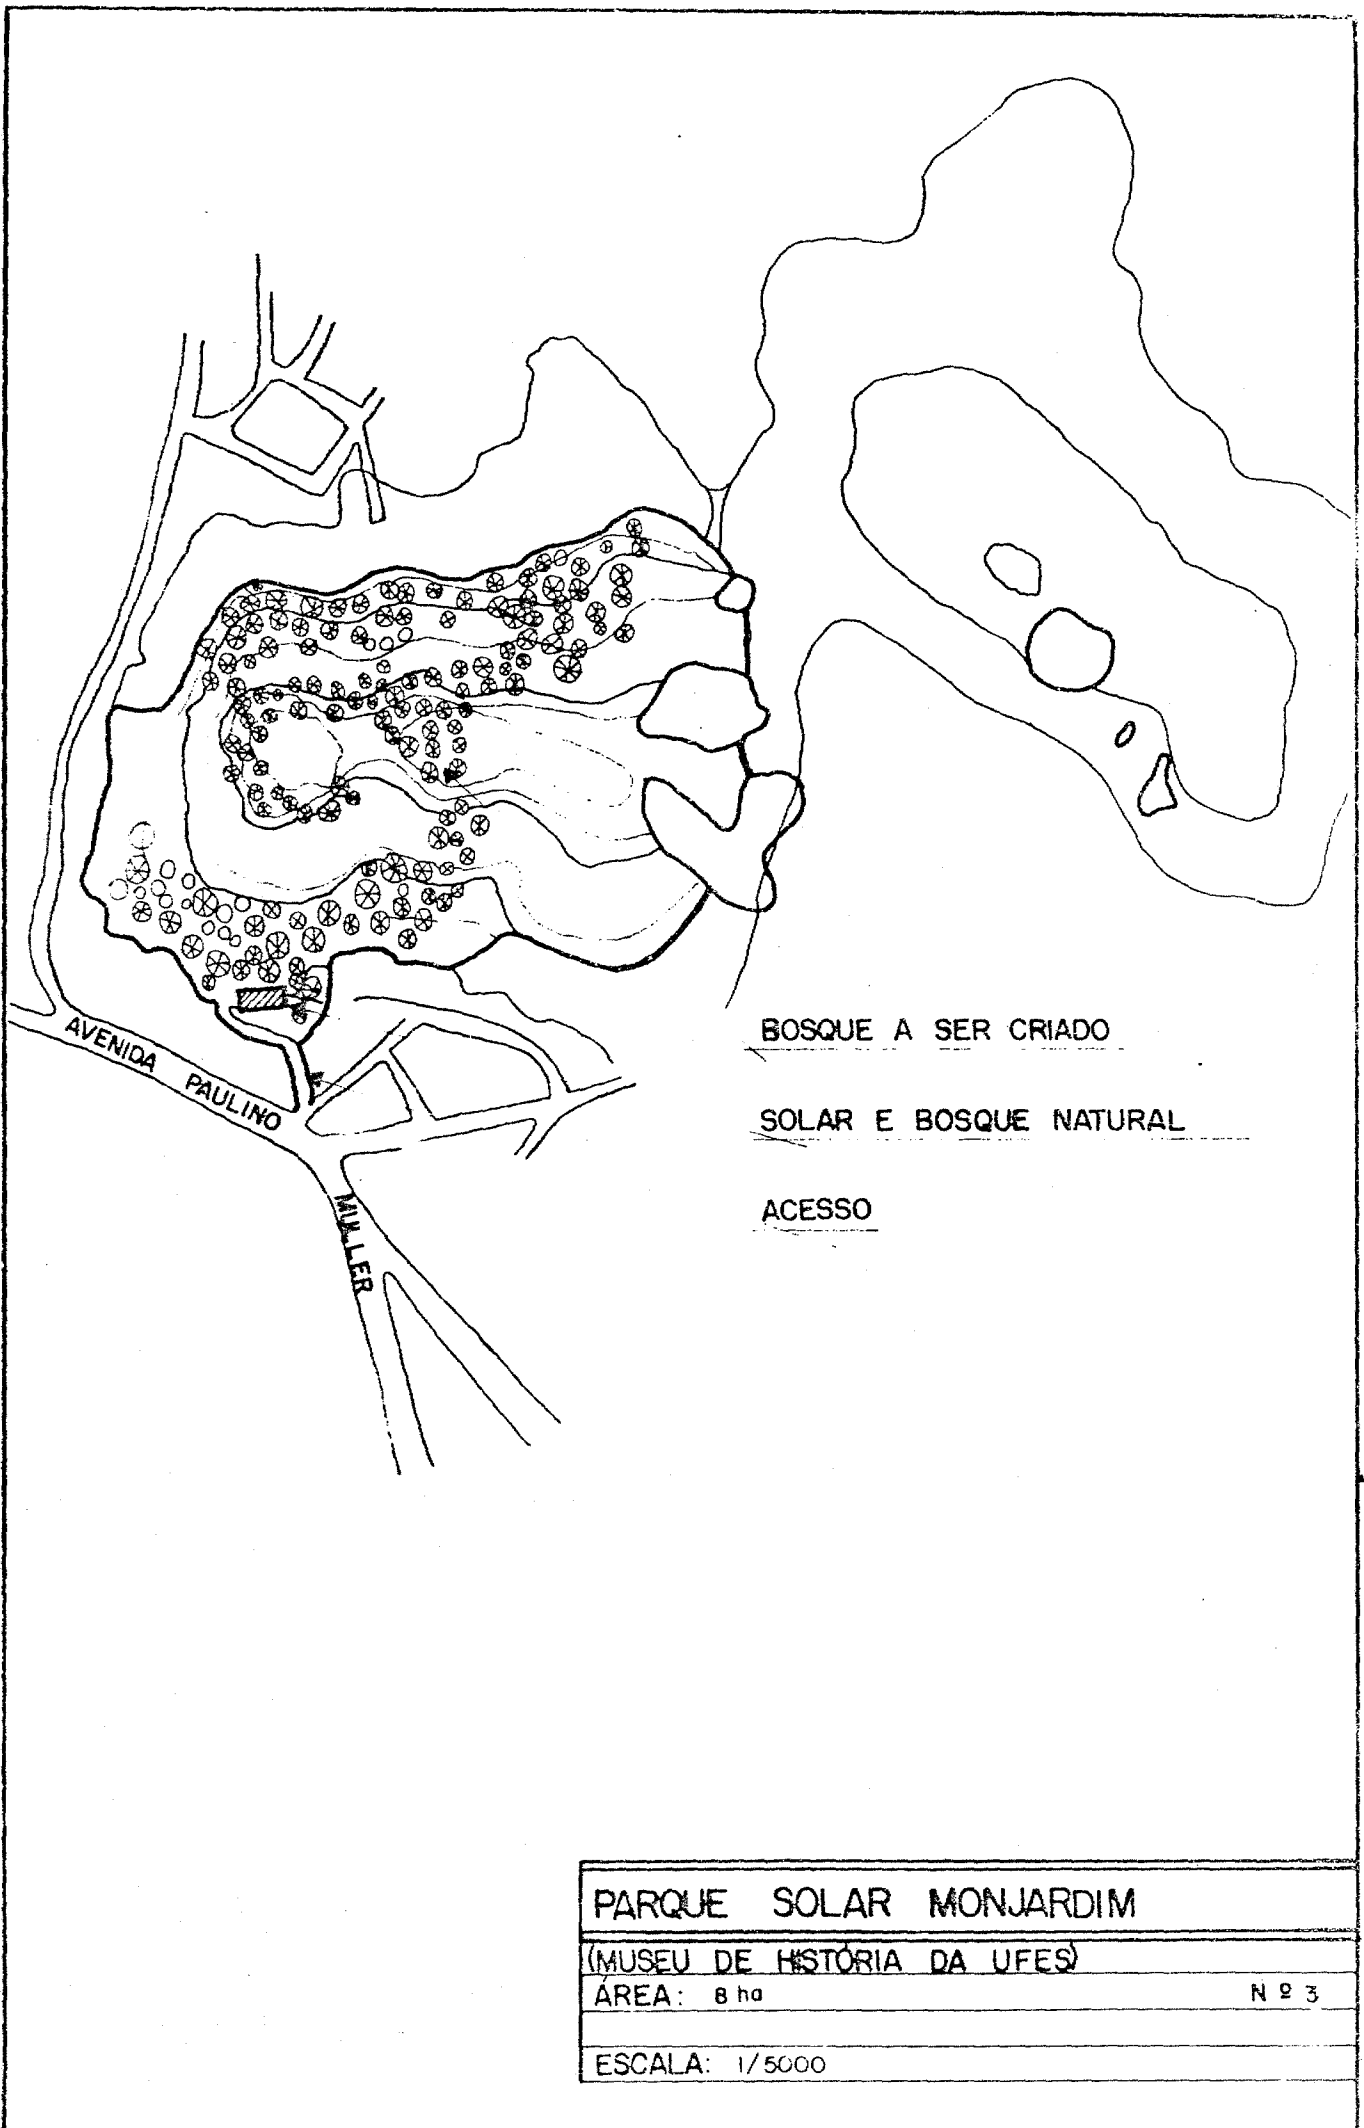 AVENIDA PAULINO
MULLER
BOSQUE A SER CRIADO
SOLAR E BOSQUE NATURAL
ACESSO
PARQUE SOLAR MONJARDIM
(MUSEU DE HISTÓRIA DA UFES)
ÁREA: 8 ha Nº 3
ESCALA: 1/5000